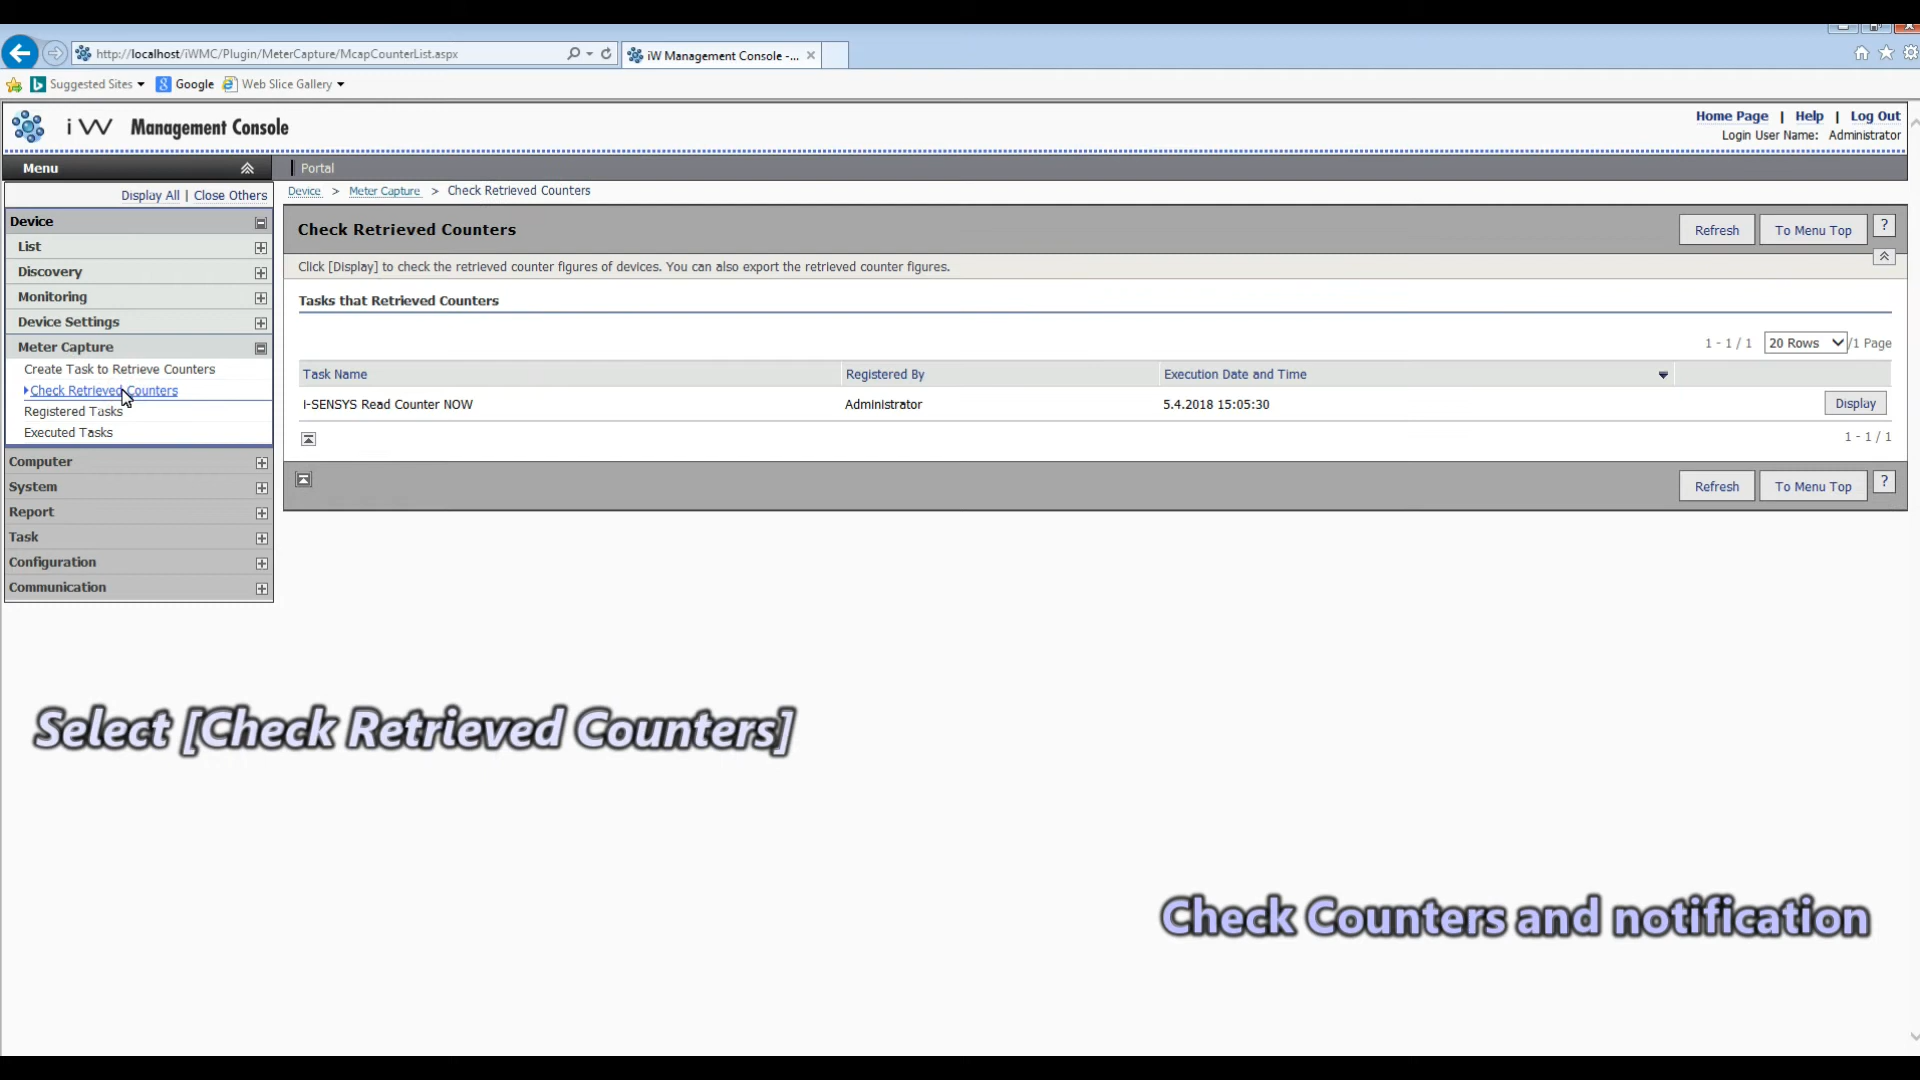 http://localhost/iWMC/Plugin/MeterCapture/McapCounterList.aspx
iW Management Console -...
Suggested Sites
Google
Web Slice Gallery
iW Management Console
Home Page | Help | Log Out
Login User Name: Administrator
Menu
Portal
Display All | Close Others
Device > Meter Capture > Check Retrieved Counters
Device
List
Discovery
Monitoring
Device Settings
Meter Capture
Create Task to Retrieve Counters
Check Retrieved Counters
Registered Tasks
Executed Tasks
Computer
System
Report
Task
Configuration
Communication
Check Retrieved Counters
Refresh
To Menu Top
?
Click [Display] to check the retrieved counter figures of devices. You can also export the retrieved counter figures.
Tasks that Retrieved Counters
1 - 1 / 1 20 Rows /1 Page
Task Name Registered By Execution Date and Time
i-SENSYS Read Counter NOW Administrator 5.4.2018 15:05:30 Display
1 - 1 / 1
Refresh
To Menu Top
?
Select [Check Retrieved Counters]
Check Counters and notification